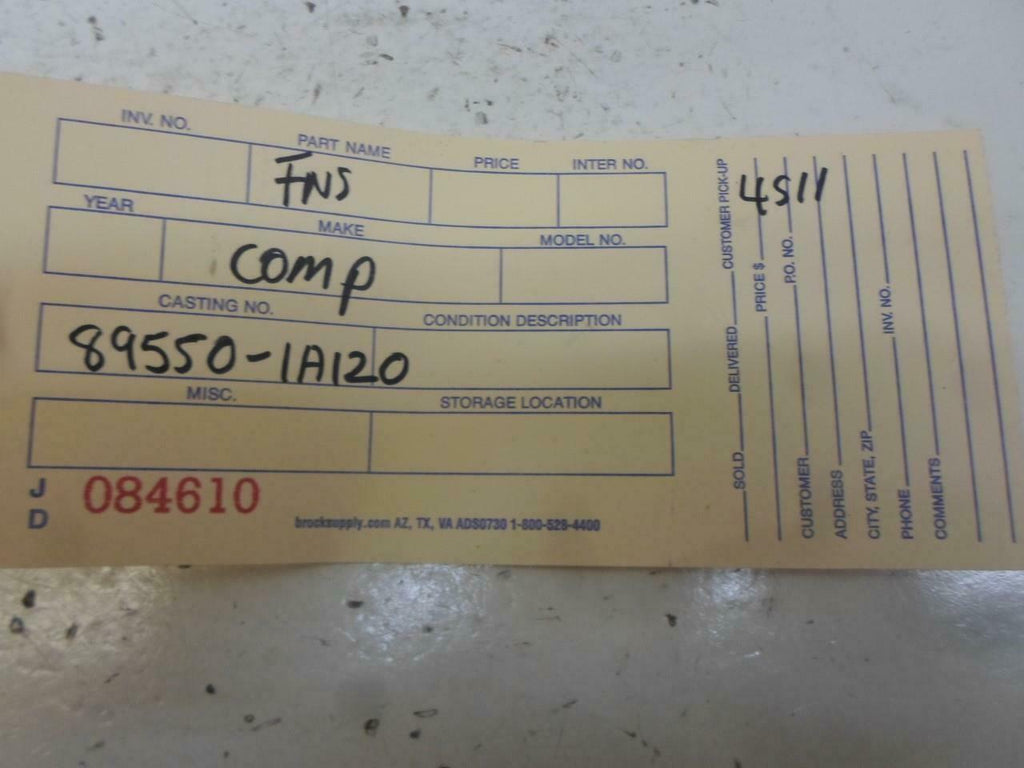 INV. NO. PART NAME PRICE INTER NO.
FNS
YEAR MAKE MODEL NO.
COMP
CASTING NO. CONDITION DESCRIPTION
89550-1A120
MISC. STORAGE LOCATION
J
D
084610
brocksupply.com AZ, TX, VA ADS0730 1-800-528-4400
SOLD DELIVERED CUSTOMER PICK-UP
4511
PRICE $
CUSTOMER P.O. NO.
ADDRESS
CITY, STATE, ZIP
PHONE INV. NO.
COMMENTS